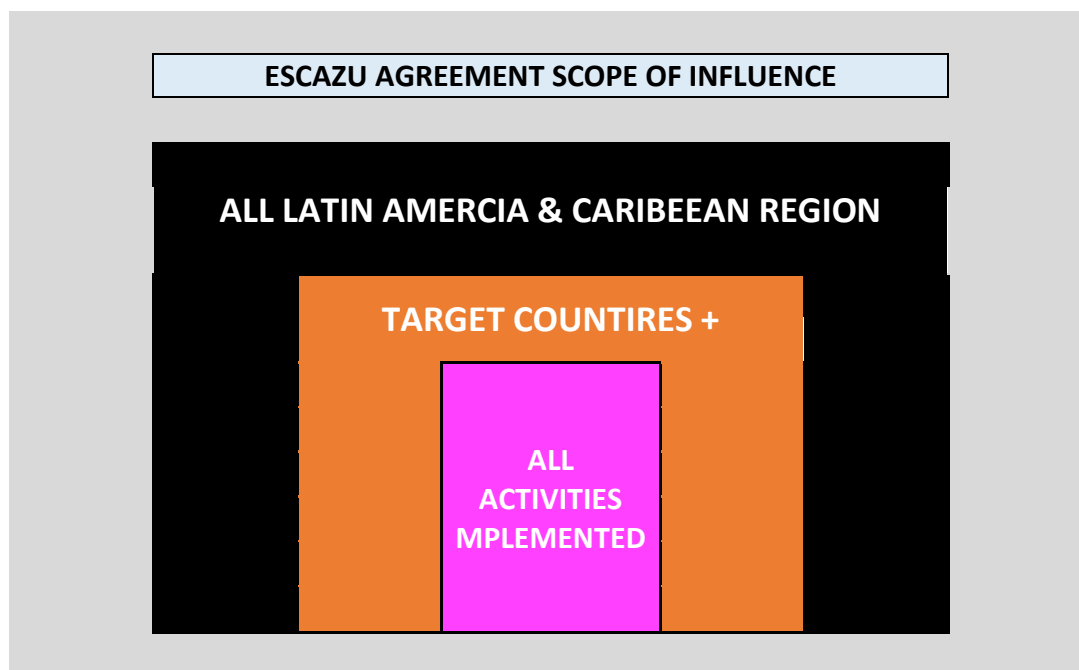 ESCAZU AGREEMENT SCOPE OF INFLUENCE
ALL LATIN AMERCIA & CARIBEEAN REGION
TARGET COUNTIRES +
ALL
ACTIVITIES
MPLEMENTED